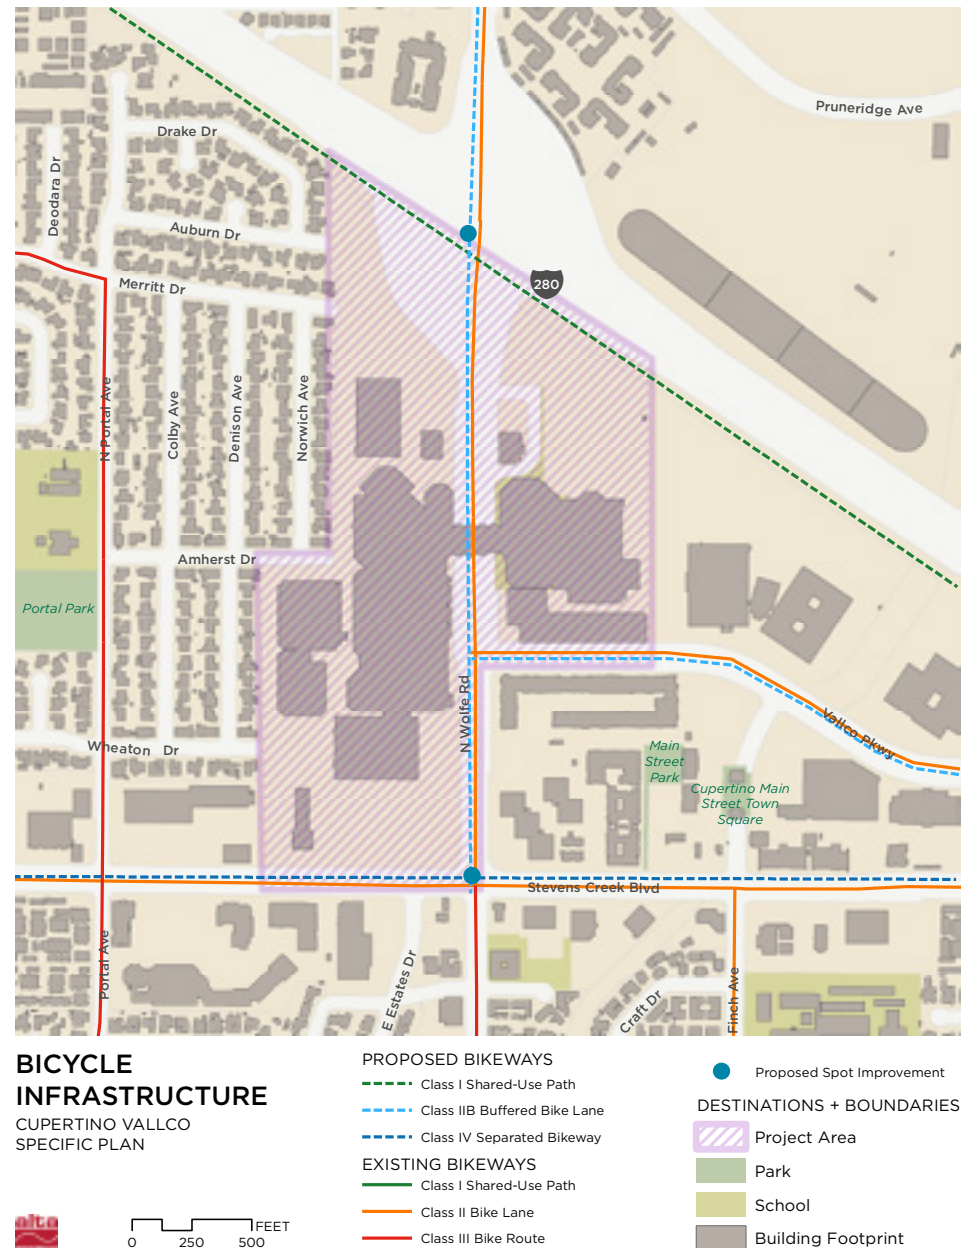 Pruneridge Ave
Drake Dr
Deodara Dr
Auburn Dr
Merritt Dr
280
N Portal Ave
Colby Ave
Denison Ave
Norwich Ave
Amherst Dr
Portal Park
N Wolfe Rd
Vallco Pkwy
Wheaton Dr
Main
Street
Park
Cupertino Main
Street Town
Square
Stevens Creek Blvd
Portal Ave
E Estates Dr
Craft Dr
Finch Ave
BICYCLE
INFRASTRUCTURE
CUPERTINO VALLCO
SPECIFIC PLAN
alta
0 250 500 FEET
PROPOSED BIKEWAYS
Class I Shared-Use Path
Class IIB Buffered Bike Lane
Class IV Separated Bikeway
EXISTING BIKEWAYS
Class I Shared-Use Path
Class II Bike Lane
Class III Bike Route
Proposed Spot Improvement
DESTINATIONS + BOUNDARIES
Project Area
Park
School
Building Footprint